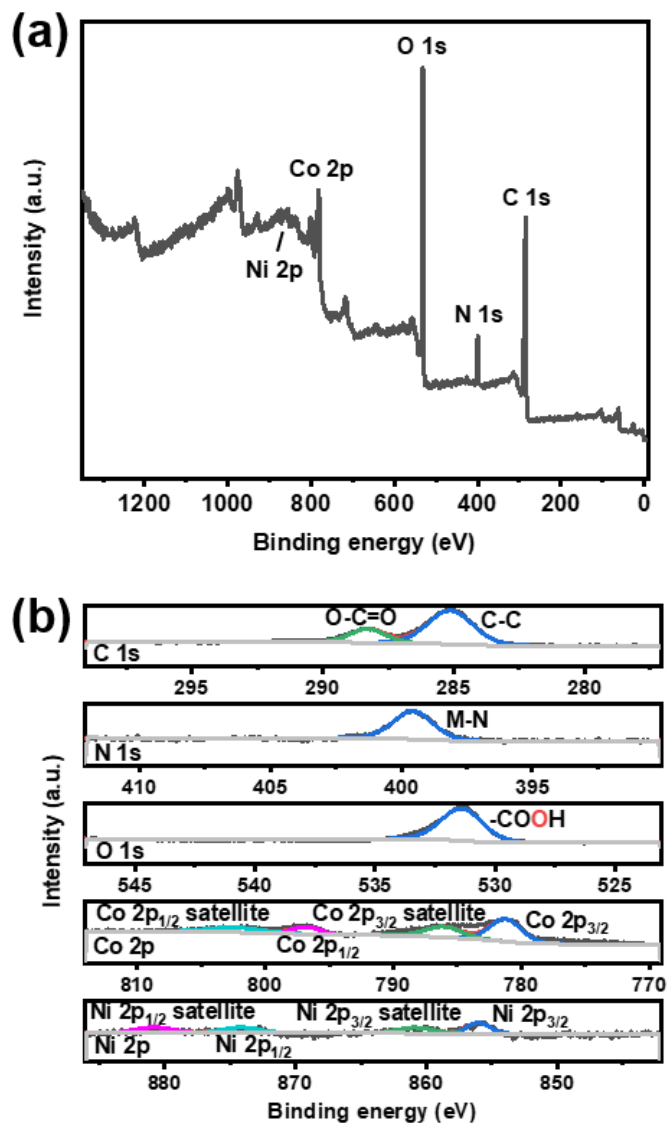 (a)
O 1s
Co 2p
C 1s
Ni 2p
N 1s
Intensity (a.u.)
1200 1000 800 600 400 200 0
Binding energy (eV)
(b)
O-C=O
C-C
C 1s
295 290 285 280
M-N
N 1s
410 405 400 395
-COOH
O 1s
545 540 535 530 525
Intensity (a.u.)
Co 2p1/2 satellite Co 2p3/2 satellite
Co 2p3/2
Co 2p Co 2p1/2
810 800 790 780 770
Ni 2p1/2 satellite Ni 2p3/2 satellite Ni 2p3/2
Ni 2p Ni 2p1/2
880 870 860 850
Binding energy (eV)